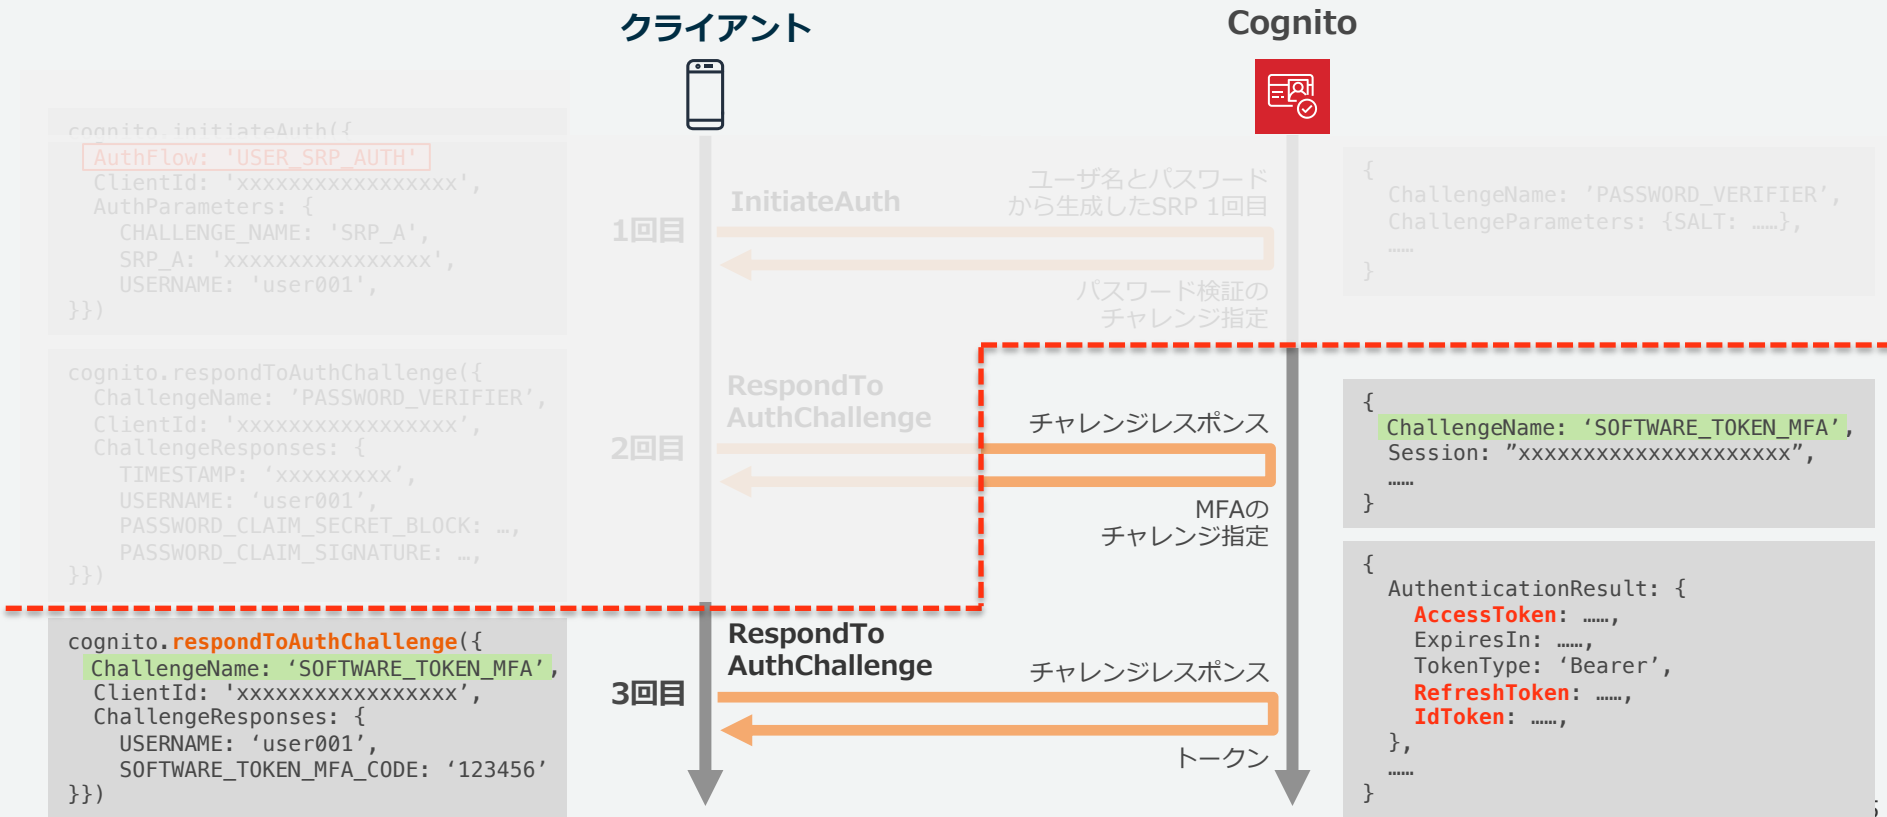 クライアント
Cognito
cognito.initiateAuth({
AuthFlow: 'USER_SRP_AUTH'
ClientId: 'xxxxxxxxxxxxxxxxx',
AuthParameters: {
CHALLENGE_NAME: 'SRP_A',
SRP_A: 'xxxxxxxxxxxxxxxx',
USERNAME: 'user001',
}})
1回目
InitiateAuth
ユーザ名とパスワード
から生成したSRP 1回目
パスワード検証の
チャレンジ指定
{
ChallengeName: ’PASSWORD_VERIFIER’,
ChallengeParameters: {SALT: ……},
……
}
cognito.respondToAuthChallenge({
ChallengeName: ‘PASSWORD_VERIFIER’,
ClientId: 'xxxxxxxxxxxxxxxxx’,
ChallengeResponses: {
TIMESTAMP: ‘xxxxxxxxx’,
USERNAME: ‘user001’,
PASSWORD_CLAIM_SECRET_BLOCK: …,
PASSWORD_CLAIM_SIGNATURE: …,
}})
2回目
RespondTo
AuthChallenge
チャレンジレスポンス
MFAの
チャレンジ指定
{
ChallengeName: ‘SOFTWARE_TOKEN_MFA’,
Session: ”xxxxxxxxxxxxxxxxxxxxx”,
……
}
cognito.respondToAuthChallenge({
ChallengeName: ‘SOFTWARE_TOKEN_MFA’,
ClientId: 'xxxxxxxxxxxxxxxxx’,
ChallengeResponses: {
USERNAME: ‘user001’,
SOFTWARE_TOKEN_MFA_CODE: ‘123456’
}})
3回目
RespondTo
AuthChallenge
チャレンジレスポンス
トークン
{
AuthenticationResult: {
AccessToken: ……,
ExpiresIn: ……,
TokenType: ‘Bearer’,
RefreshToken: ……,
IdToken: ……,
},
……
}